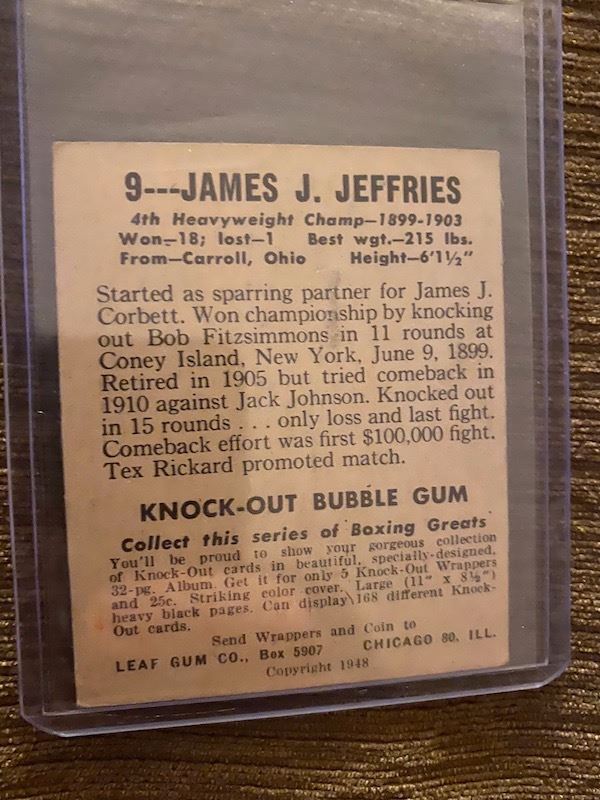 9---JAMES J. JEFFRIES
4th Heavyweight Champ—1899-1903
Won—18; lost—1 Best wgt.—215 lbs.
From—Carroll, Ohio Height—6'1½"
Started as sparring partner for James J.
Corbett. Won championship by knocking
out Bob Fitzsimmons in 11 rounds at
Coney Island, New York, June 9, 1899.
Retired in 1905 but tried comeback in
1910 against Jack Johnson. Knocked out
in 15 rounds . . . only loss and last fight.
Comeback effort was first $100,000 fight.
Tex Rickard promoted match.
KNOCK-OUT BUBBLE GUM
Collect this series of Boxing Greats
You'll be proud to show your gorgeous collection
of Knock-Out cards in beautiful, specially-designed,
32-pg. Album. Get it for only 5 Knock-Out Wrappers
and 25c. Striking color cover. Large (11" x 8½")
heavy black pages. Can display 168 different Knock-
Out cards.
Send Wrappers and Coin to
LEAF GUM CO., Box 5907 CHICAGO 80, ILL.
Copyright 1948